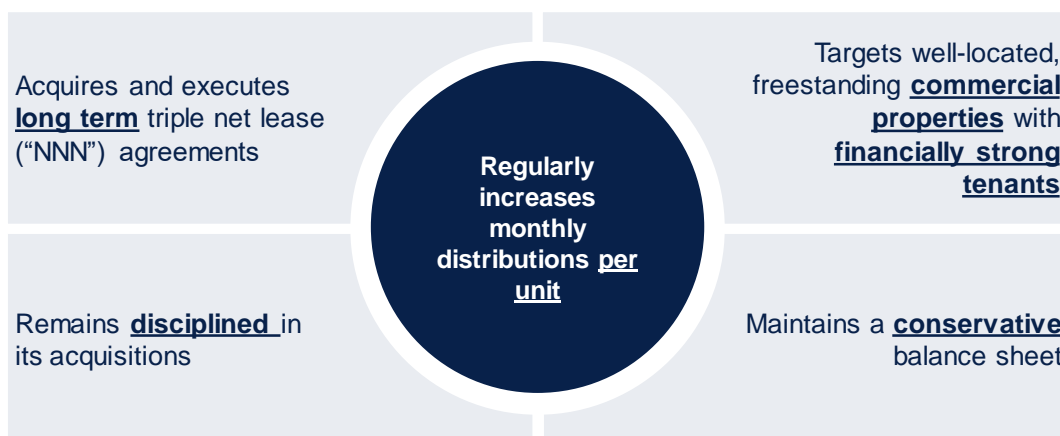 Acquires and executes
long term triple net lease
(“NNN”) agreements
Targets well-located,
freestanding commercial
properties with
financially strong
tenants
Regularly
increases
monthly
distributions per
unit
Remains disciplined in
its acquisitions
Maintains a conservative
balance sheet